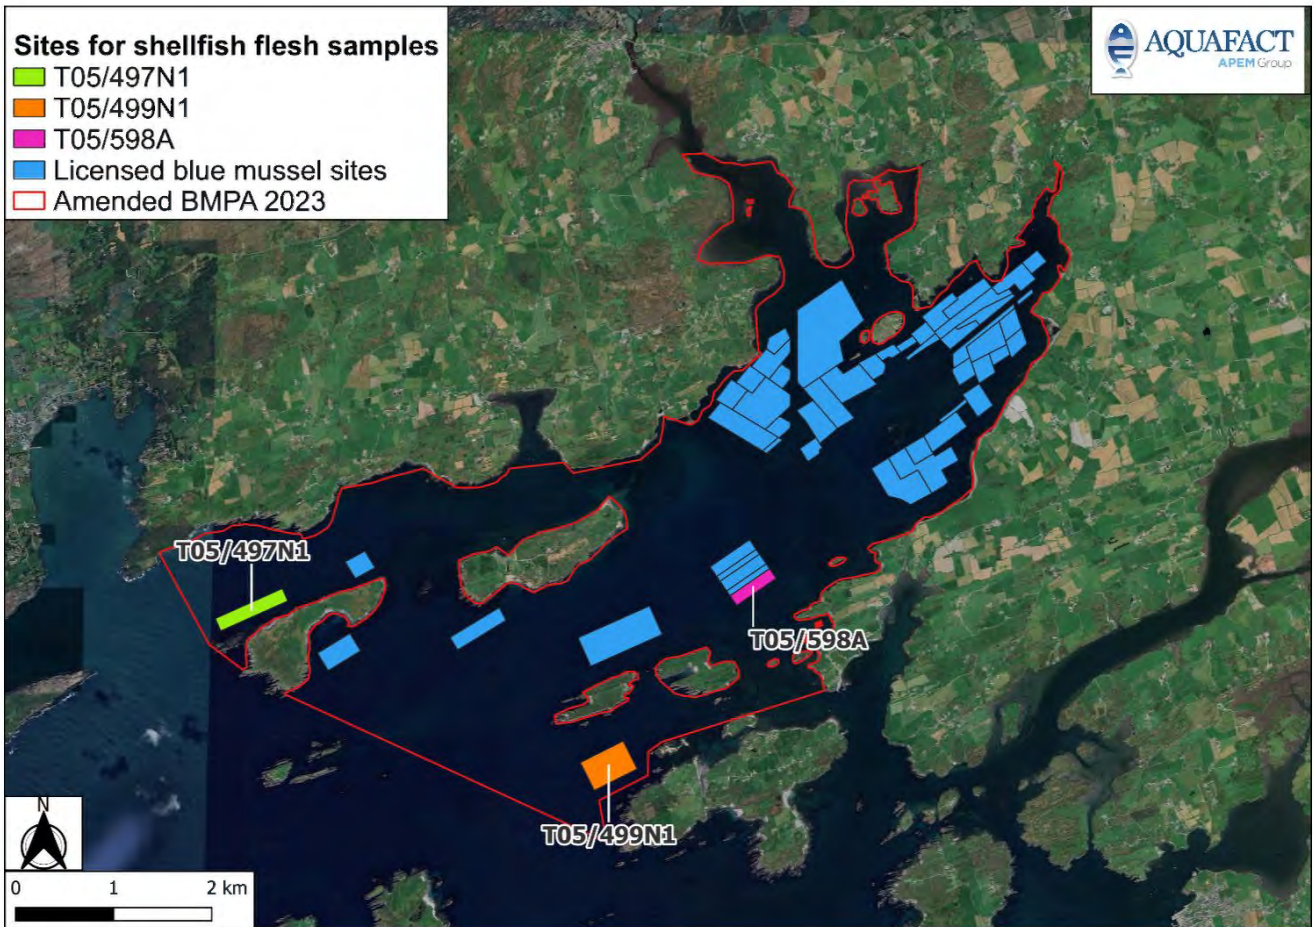 Sites for shellfish flesh samples
T05/497N1
T05/499N1
T05/598A
Licensed blue mussel sites
Amended BMPA 2023
AQUAFACT
APEM Group
T05/497N1
T05/598A
T05/499N1
N
0 1 2 km